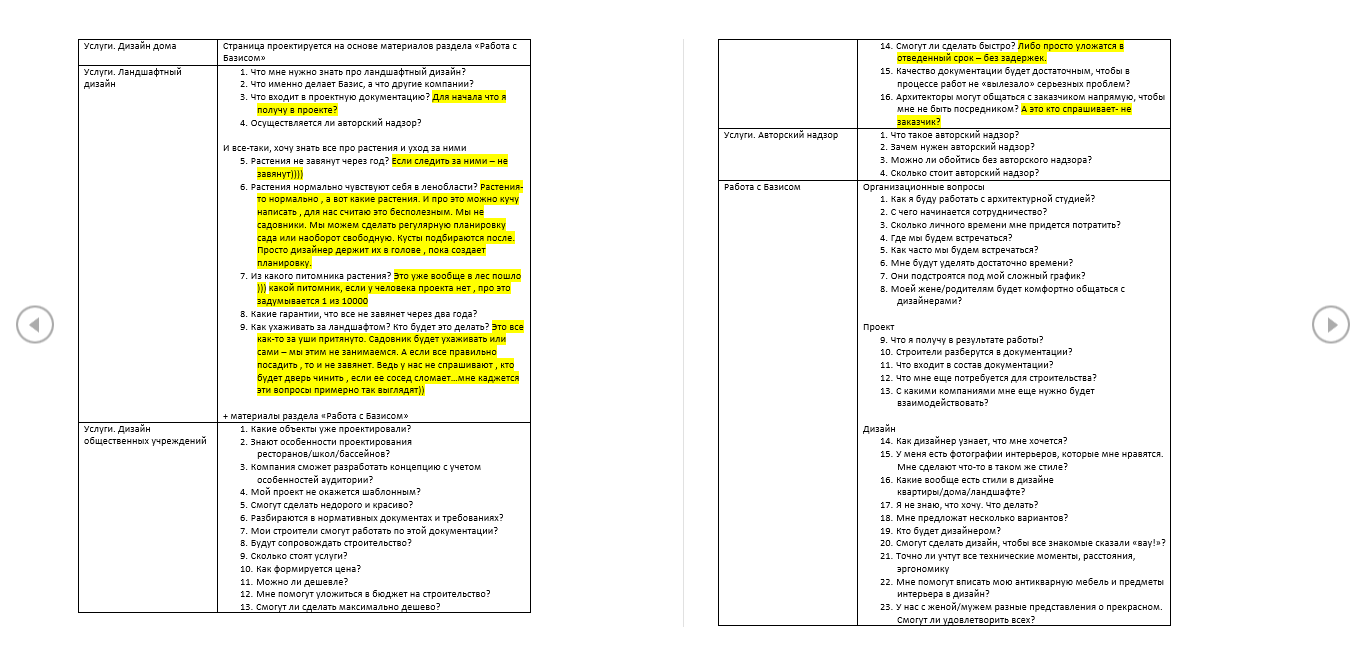 Услуги. Дизайн дома
Страница проектируется на основе материалов раздела «Работа с
Базисом»
Услуги. Ландшафтный
дизайн
1. Что мне нужно знать про ландшафтный дизайн?
2. Что именно делает Базис, а что другие компании?
3. Что входит в проектную документацию? Для начала что я
получу в проекте?
4. Осуществляется ли авторский надзор?
И все-таки, хочу знать все про растения и уход за ними
5. Растения не завянут через год? Если следить за ними – не
завянут))))
6. Растения нормально чувствуют себя в ленобласти? Растения-
то нормально , а вот какие растения. И про это можно кучу
написать , для нас считаю это бесполезным. Мы не
садовники. Мы можем сделать регулярную планировку
сада или наоборот свободную. Кусты подбираются после.
Просто дизайнер держит их в голове , пока создает
планировку.
7. Из какого питомника растения? Это уже вообще в лес пошло
))) какой питомник, если у человека проекта нет , про это
задумывается 1 из 10000
8. Какие гарантии, что все не завянет через два года?
9. Как ухаживать за ландшафтом? Кто будет это делать? Это все
как-то за уши притянуто. Садовник будет ухаживать или
сами – мы этим не занимаемся. А если все правильно
посадить , то и не завянет. Ведь у нас не спрашивают , кто
будет дверь чинить , если ее сосед сломает…мне каджется
эти вопросы примерно так выглядят))
+ материалы раздела «Работа с Базисом»
Услуги. Дизайн
общественных учреждений
1. Какие объекты уже проектировали?
2. Знают особенности проектирования
ресторанов/школ/бассейнов?
3. Компания сможет разработать концепцию с учетом
особенностей аудитории?
4. Мой проект не окажется шаблонным?
5. Смогут сделать недорого и красиво?
6. Разбираются в нормативных документах и требованиях?
7. Мои строители смогут работать по этой документации?
8. Будут сопровождать строительство?
9. Сколько стоят услуги?
10. Как формируется цена?
11. Можно ли дешевле?
12. Мне помогут уложиться в бюджет на строительство?
13. Смогут ли сделать максимально дешево?
14. Смогут ли сделать быстро? Либо просто уложатся в
отведенный срок – без задержек.
15. Качество документации будет достаточным, чтобы в
процессе работ не «вылезало» серьезных проблем?
16. Архитекторы могут общаться с заказчиком напрямую, чтобы
мне не быть посредником? А это кто спрашивает- не
заказчик?
Услуги. Авторский надзор
1. Что такое авторский надзор?
2. Зачем нужен авторский надзор?
3. Можно ли обойтись без авторского надзора?
4. Сколько стоит авторский надзор?
Работа с Базисом
Организационные вопросы
1. Как я буду работать с архитектурной студией?
2. С чего начинается сотрудничество?
3. Сколько личного времени мне придется потратить?
4. Где мы будем встречаться?
5. Как часто мы будем встречаться?
6. Мне будут уделять достаточно времени?
7. Они подстроятся под мой сложный график?
8. Моей жене/родителям будет комфортно общаться с
дизайнерами?
Проект
9. Что я получу в результате работы?
10. Строители разберутся в документации?
11. Что входит в состав документации?
12. Что мне еще потребуется для строительства?
13. С какими компаниями мне еще нужно будет
взаимодействовать?
Дизайн
14. Как дизайнер узнает, что мне хочется?
15. У меня есть фотографии интерьеров, которые мне нравятся.
Мне сделают что-то в таком же стиле?
16. Какие вообще есть стили в дизайне
квартиры/дома/ландшафте?
17. Я не знаю, что хочу. Что делать?
18. Мне предложат несколько вариантов?
19. Кто будет дизайнером?
20. Смогут сделать дизайн, чтобы все знакомые сказали «вау!»?
21. Точно ли учтут все технические моменты, расстояния,
эргономику
22. Мне помогут вписать мою антикварную мебель и предметы
интерьера в дизайн?
23. У нас с женой/мужем разные представления о прекрасном.
Смогут ли удовлетворить всех?